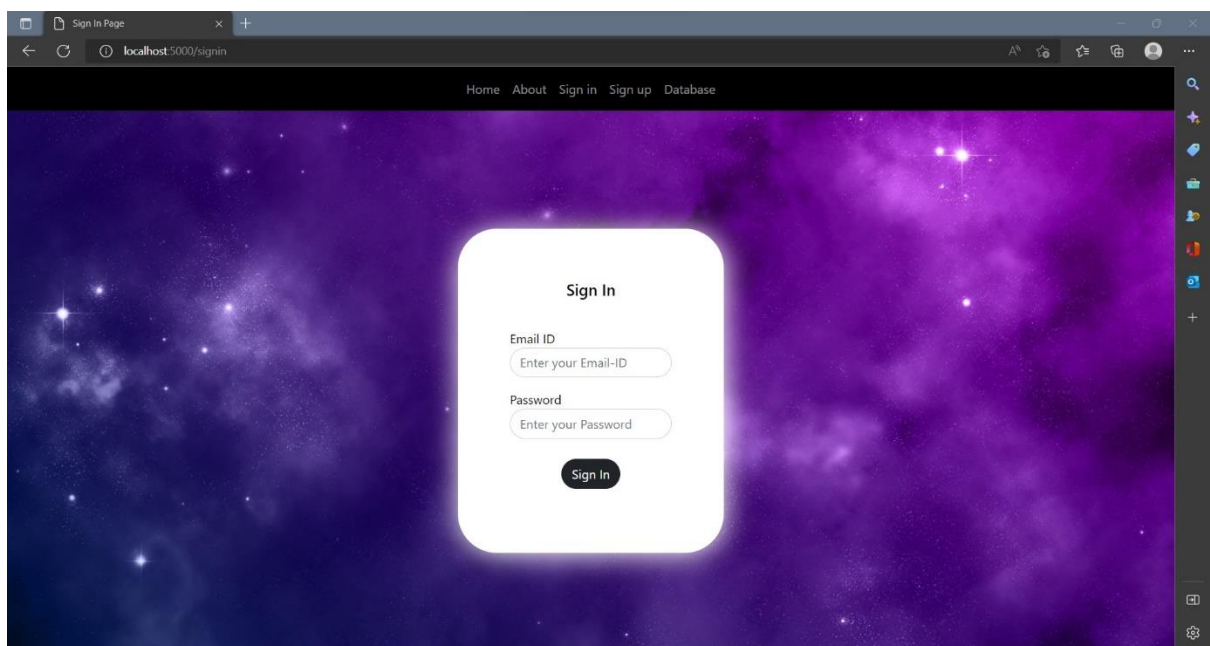 Sign In Page
localhost:5000/signin
Home About Sign in Sign up Database
Sign In
Email ID
Enter your Email-ID
Password
Enter your Password
Sign In